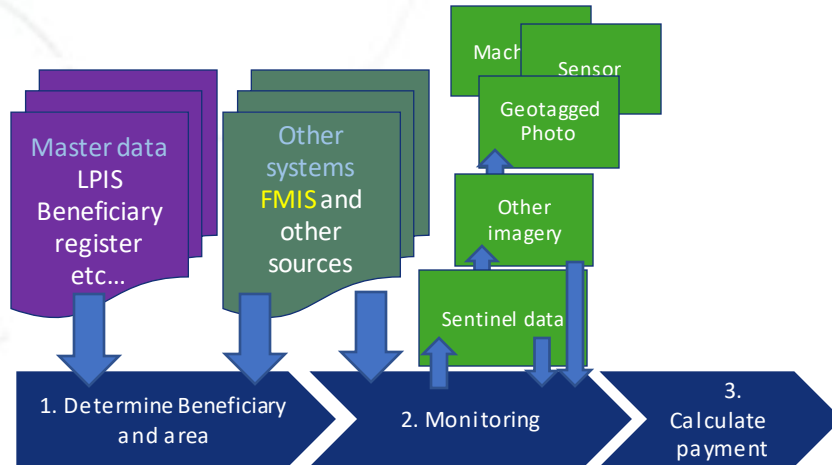 Mach
Sensor
Geotagged
Photo
Master data
LPIS
Beneficiary
register
etc...
Other
systems
FMIS and
other
sources
Other
imagery
Sentinel data
1. Determine Beneficiary
and area
2. Monitoring
3.
Calculate
payment